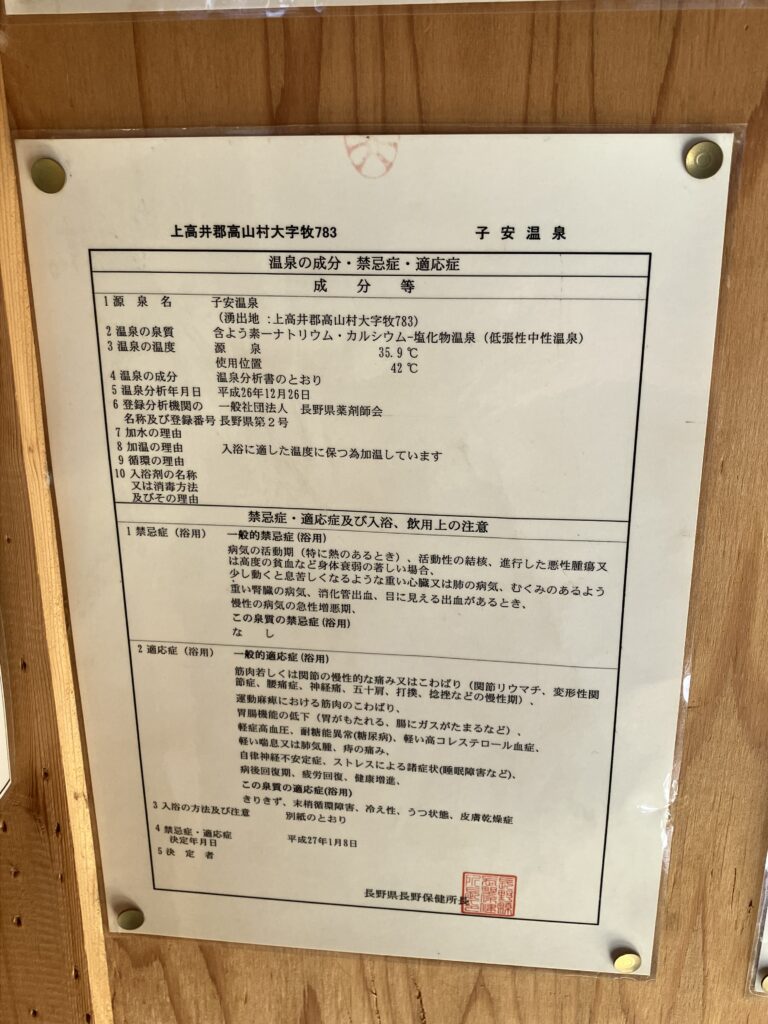 上高井郡高山村大字牧783 子安温泉
温泉の成分・禁忌症・適応症
成分等
1 源泉名 子安温泉
（湧出地：上高井郡高山村大字牧783）
2 温泉の泉質 含よう素ーナトリウム・カルシウム-塩化物温泉（低張性中性温泉）
3 温泉の温度 源泉 35.9 ℃
使用位置 42 ℃
4 温泉の成分 温泉分析書のとおり
5 温泉分析年月日 平成26年12月26日
6 登録分析機関の 一般社団法人 長野県薬剤師会
名称及び登録番号 長野県第２号
7 加水の理由
8 加温の理由 入浴に適した温度に保つ為加温しています
9 循環の理由
10 入浴剤の名称
又は消毒方法
及びその理由
禁忌症・適応症及び入浴、飲用上の注意
1 禁忌症（浴用） 一般的禁忌症(浴用)
病気の活動期（特に熱のあるとき）、活動性の結核、進行した悪性腫瘍又
は高度の貧血など身体衰弱の著しい場合、
少し動くと息苦しくなるような重い心臓又は肺の病気、むくみのあるよう
重い腎臓の病気、消化管出血、目に見える出血があるとき、
慢性の病気の急性増悪期、
この泉質の禁忌症(浴用)
なし
2 適応症（浴用） 一般的適応症(浴用)
筋肉若しくは関節の慢性的な痛み又はこわばり（関節リウマチ、変形性関
節症、腰痛症、神経痛、五十肩、打撲、捻挫などの慢性期）、
運動麻痺における筋肉のこわばり、
胃腸機能の低下（胃がもたれる、腸にガスがたまるなど）、
軽症高血圧、耐糖能異常(糖尿病)、軽い高コレステロール血症、
軽い喘息又は肺気腫、痔の痛み、
自律神経不安定症、ストレスによる諸症状(睡眠障害など)、
病後回復期、疲労回復、健康増進、
この泉質の適応症(浴用)
きりきず、末梢循環障害、冷え性、うつ状態、皮膚乾燥症
3 入浴の方法及び注意 別紙のとおり
4 禁忌症・適応症 平成27年1月8日
決定年月日
5 決定者
長野県長野保健所長